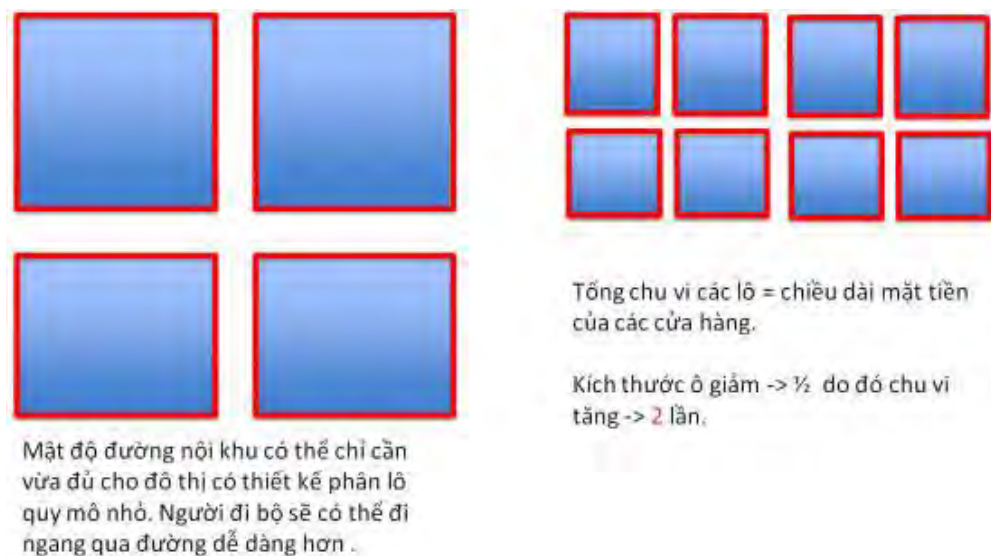 Tổng chu vi các lô = chiều dài mặt tiền
của các cửa hàng.
Kích thước ô giảm -> ½ do đó chu vi
tăng -> 2 lần.
Mật độ đường nội khu có thể chỉ cần
vừa đủ cho đô thị có thiết kế phân lô
quy mô nhỏ. Người đi bộ sẽ có thể đi
ngang qua đường dễ dàng hơn .